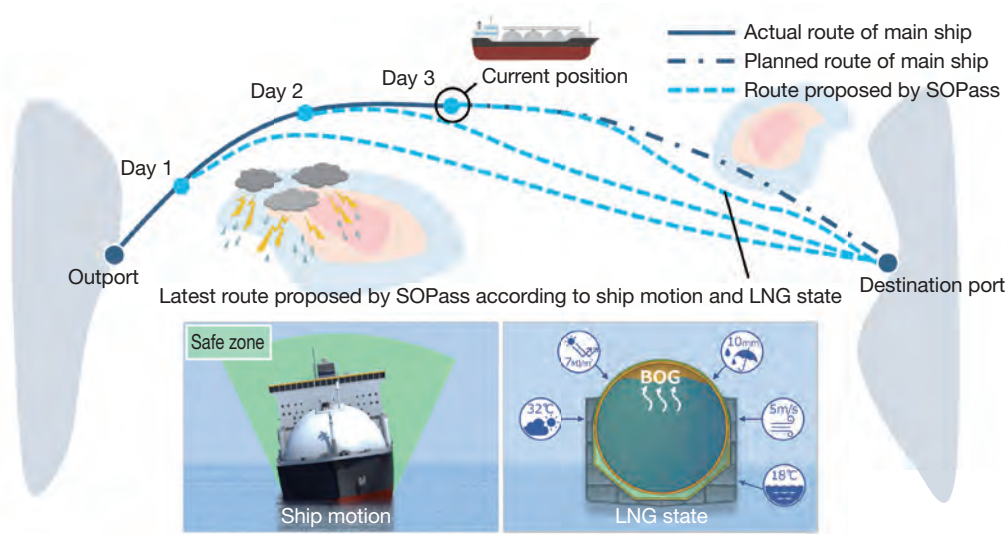 Actual route of main ship
Planned route of main ship
Route proposed by SOPass
Day 3
Current position
Day 2
Day 1
Outport
Destination port
Latest route proposed by SOPass according to ship motion and LNG state
Safe zone
Ship motion
7MJ/m²
10mm
BOG
32℃
5m/s
18℃
LNG state